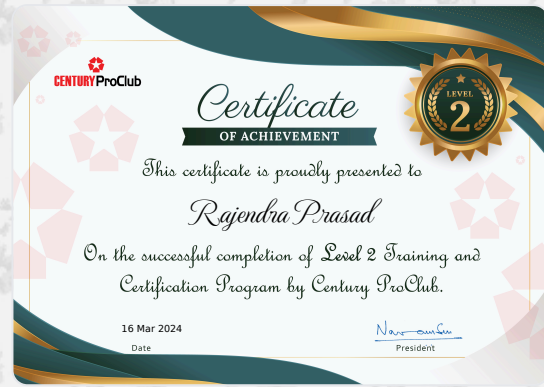 CENTURY ProClub
LEVEL
2
Certificate
OF ACHIEVEMENT
This certificate is proudly presented to
Rajendra Prasad
On the successful completion of Level 2 Training and
Certification Program by Century ProClub.
16 Mar 2024
Date
President